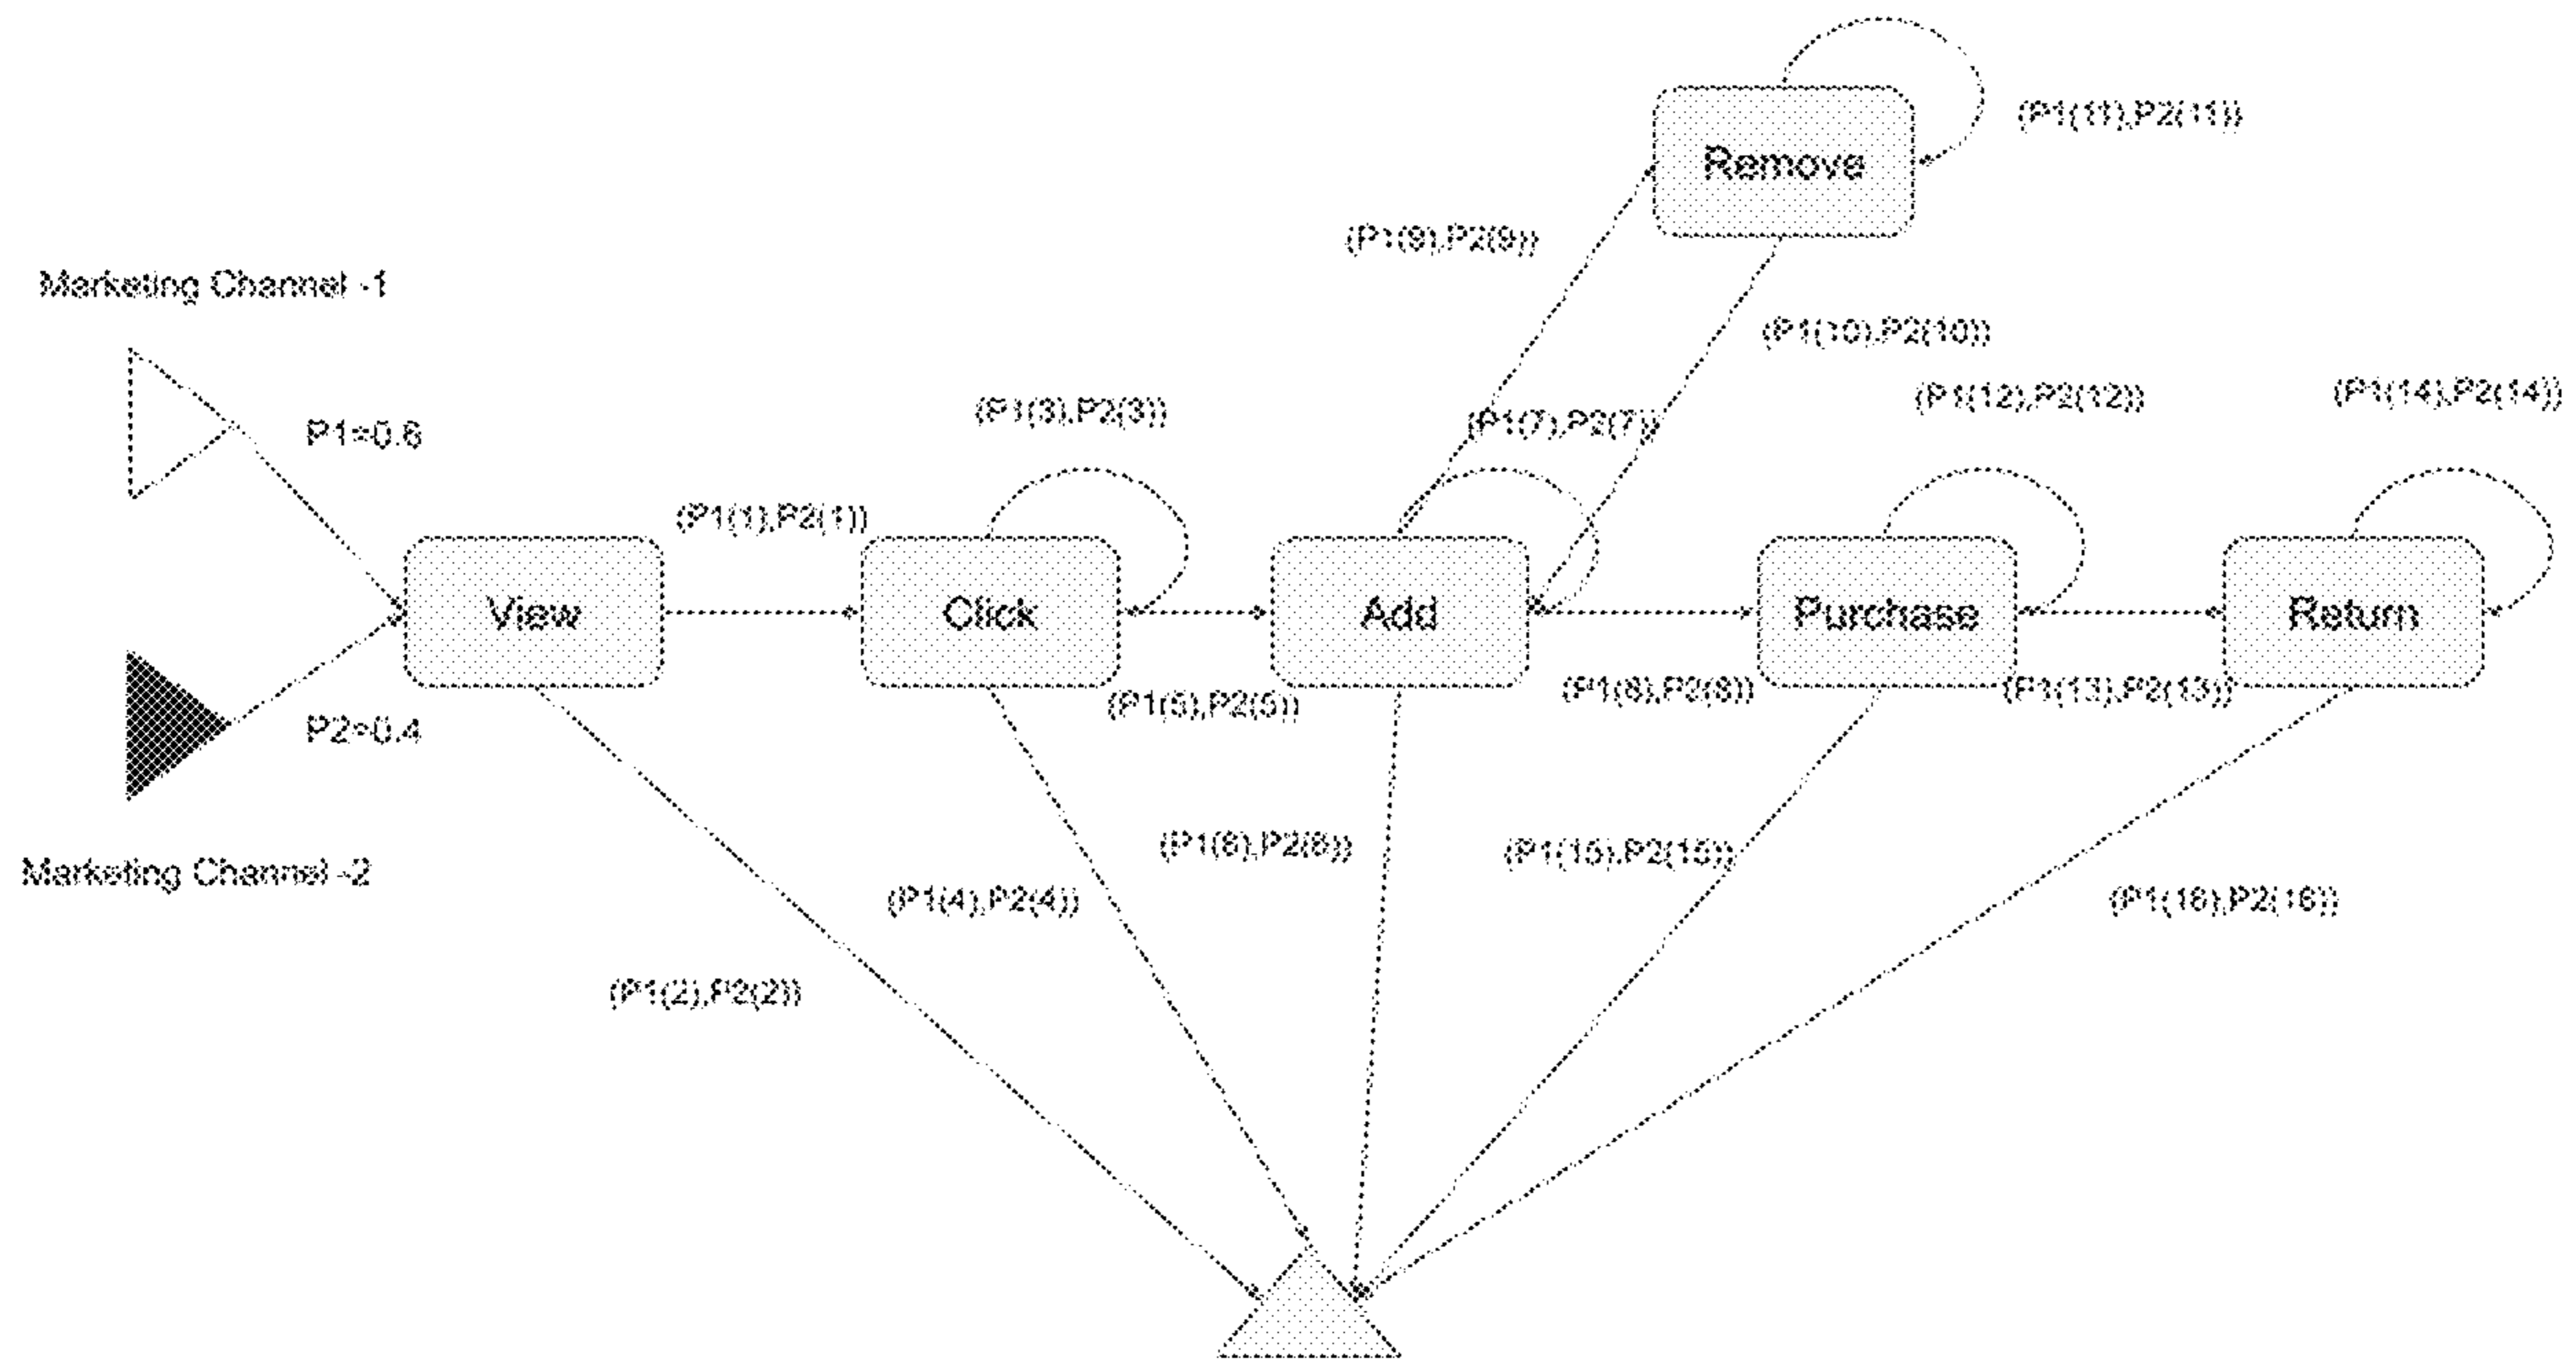 (P1(11),P2(11))
Remove
(P1(9),P2(9))
Marketing Channel -1
(P1(10),P2(10))
(P1(14),P2(14))
(P1(12),P2(12))
(P1(3),P2(3))
(P1(7),P2(7))
P1=0.6
(P1(1),P2(1))
View
Click
Add
Purchase
Return
(P1(5),P2(5))
(P1(8),P2(8))
(P1(13),P2(13))
P2=0.4
(P1(6),P2(6))
(P1(15),P2(15))
Marketing Channel -2
(P1(4),P2(4))
(P1(16),P2(16))
(P1(2),P2(2))